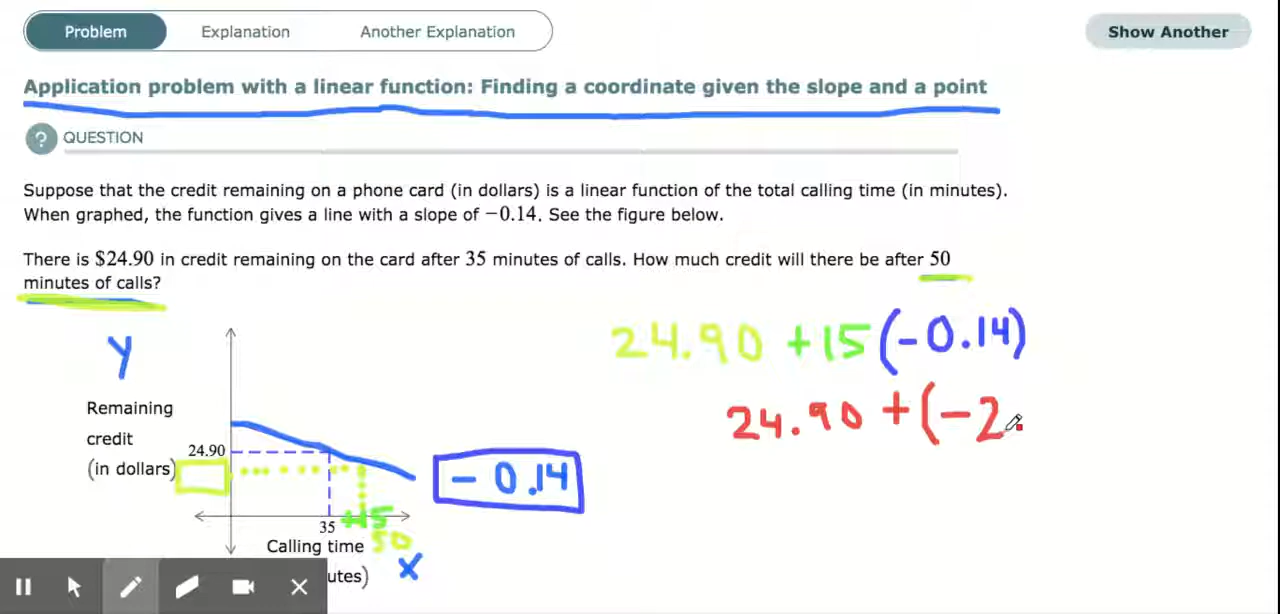 Problem
Explanation
Another Explanation
Show Another
Application problem with a linear function: Finding a coordinate given the slope and a point
? QUESTION
Suppose that the credit remaining on a phone card (in dollars) is a linear function of the total calling time (in minutes).
When graphed, the function gives a line with a slope of −0.14. See the figure below.
There is $24.90 in credit remaining on the card after 35 minutes of calls. How much credit will there be after 50
minutes of calls?
24.90 +15 (-0.14)
24.90 + (-2
y
Remaining
credit
(in dollars)
24.90
- 0.14
35
+15
50
Calling time
utes)
x